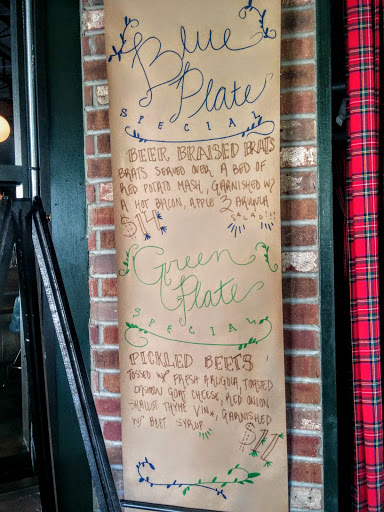 Blue
Plate
SPECIAL
BEER BRAISED BRATS
BRATS SERVED OVER A BED OF
RED POTATO MASH, GARNISHED W/
A HOT BACON, APPLE & ARUGULA
SALAD!!!
$14
Green
Plate
SPECIAL
PICKLED BEETS
TOSSED W/ FRESH ARUGULA, TOASTED
CASHEW GOAT CHEESE, RED ONION
SHALLOT THYME VIN, GARNISHED
W/ BEET SYRUP
$11